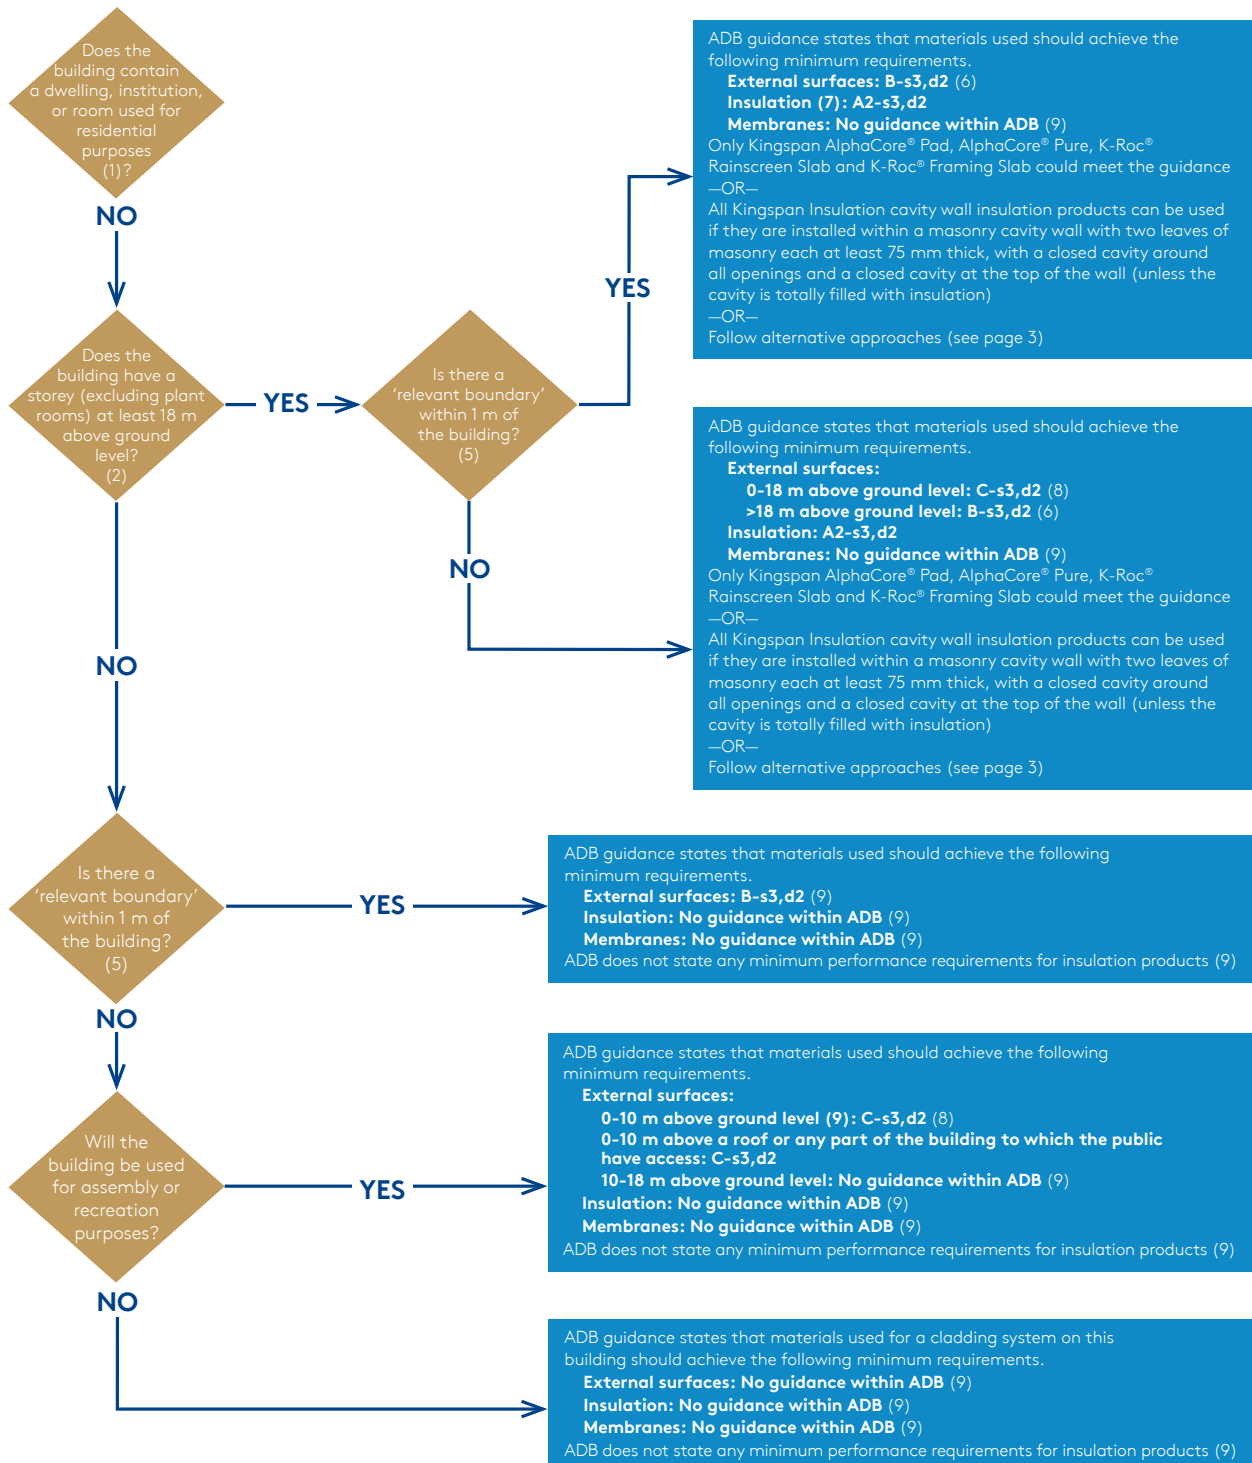 Does the
building contain
a dwelling, institution,
or room used for
residential
purposes
(1)?
NO
Does the
building have a
storey (excluding plant
rooms) at least 18 m
above ground
level?
(2)
YES
Is there a
'relevant boundary'
within 1 m of
the building?
(5)
YES
ADB guidance states that materials used should achieve the
following minimum requirements.
External surfaces: B-s3,d2 (6)
Insulation (7): A2-s3,d2
Membranes: No guidance within ADB (9)
Only Kingspan AlphaCore® Pad, AlphaCore® Pure, K-Roc®
Rainscreen Slab and K-Roc® Framing Slab could meet the guidance
—OR—
All Kingspan Insulation cavity wall insulation products can be used
if they are installed within a masonry cavity wall with two leaves of
masonry each at least 75 mm thick, with a closed cavity around
all openings and a closed cavity at the top of the wall (unless the
cavity is totally filled with insulation)
—OR—
Follow alternative approaches (see page 3)
NO
ADB guidance states that materials used should achieve the
following minimum requirements.
External surfaces:
0-18 m above ground level: C-s3,d2 (8)
>18 m above ground level: B-s3,d2 (6)
Insulation: A2-s3,d2
Membranes: No guidance within ADB (9)
Only Kingspan AlphaCore® Pad, AlphaCore® Pure, K-Roc®
Rainscreen Slab and K-Roc® Framing Slab could meet the guidance
—OR—
All Kingspan Insulation cavity wall insulation products can be used
if they are installed within a masonry cavity wall with two leaves of
masonry each at least 75 mm thick, with a closed cavity around
all openings and a closed cavity at the top of the wall (unless the
cavity is totally filled with insulation)
—OR—
Follow alternative approaches (see page 3)
NO
Is there a
'relevant boundary'
within 1 m of
the building?
(5)
YES
ADB guidance states that materials used should achieve the following
minimum requirements.
External surfaces: B-s3,d2 (9)
Insulation: No guidance within ADB (9)
Membranes: No guidance within ADB (9)
ADB does not state any minimum performance requirements for insulation products (9)
NO
Will the
building be used
for assembly or
recreation
purposes?
YES
ADB guidance states that materials used should achieve the following
minimum requirements.
External surfaces:
0-10 m above ground level (9): C-s3,d2 (8)
0-10 m above a roof or any part of the building to which the public
have access: C-s3,d2
10-18 m above ground level: No guidance within ADB (9)
Insulation: No guidance within ADB (9)
Membranes: No guidance within ADB (9)
ADB does not state any minimum performance requirements for insulation products (9)
NO
ADB guidance states that materials used for a cladding system on this
building should achieve the following minimum requirements.
External surfaces: No guidance within ADB (9)
Insulation: No guidance within ADB (9)
Membranes: No guidance within ADB (9)
ADB does not state any minimum performance requirements for insulation products (9)